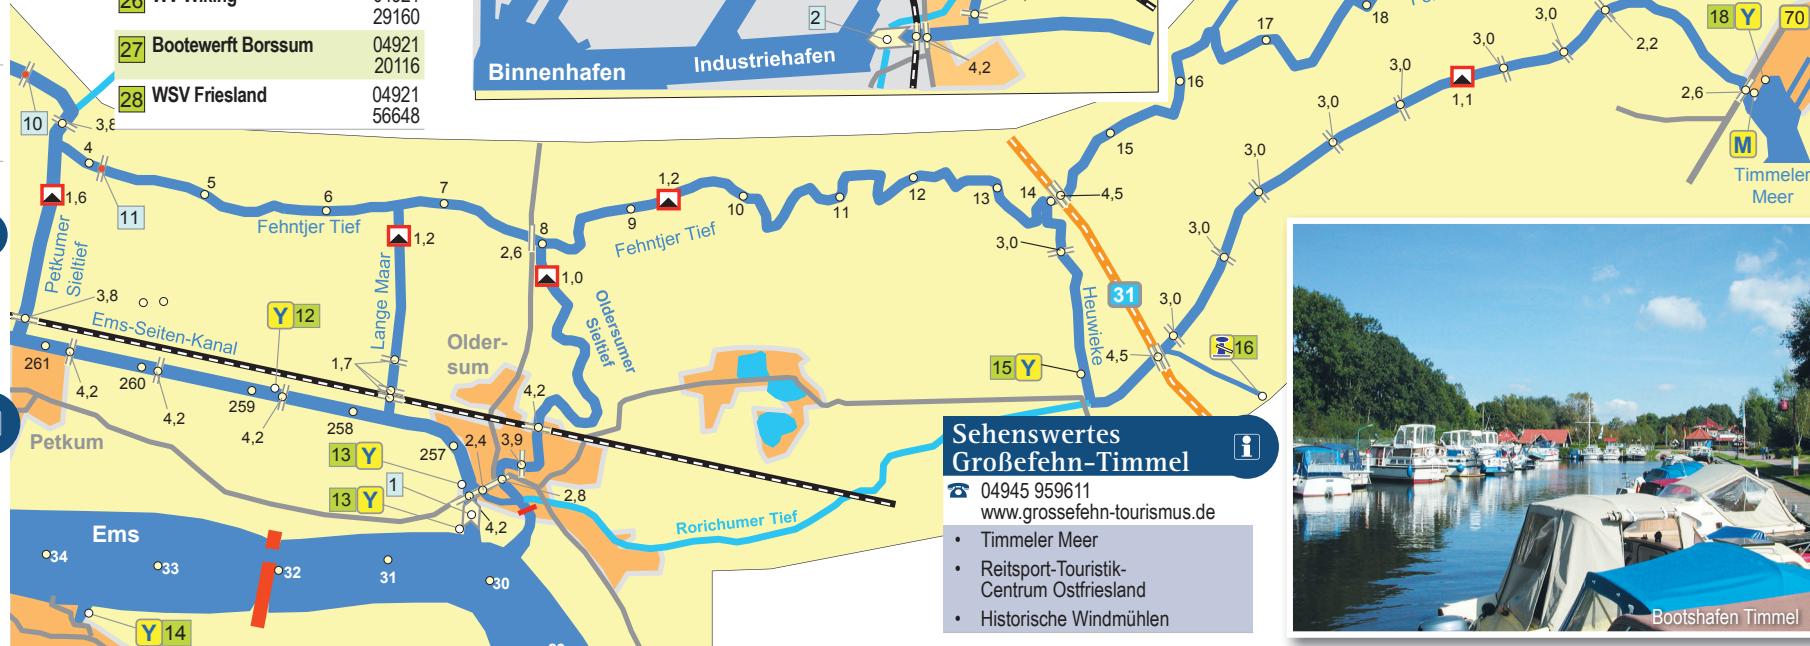 26
04921
29160
27 Bootewerft Borssum 04921
20116
28 WSV Friesland 04921
56648
Binnenhafen
Industriehafen
2
4,2
17
18
16
15
3,0
3,0
3,0
3,0
3,0
3,0
3,0
2,2
1,1
18 Y
70
2,6
M
Timmeler
Meer
10
3,8
4
11
1,6
5
6
7
Fehntjer Tief
1,2
Petkumer
Sieltief
Lange Maar
8
2,6
1,0
9
1,2
Fehntjer Tief
10
11
12
13
14
4,5
3,0
Heuwieke
31
4,5
16
15 Y
3,8
Ems-Seiten-Kanal
Y 12
1,7
Older-
sum
Oldersumer
Sieltief
261
4,2
260
4,2
259
4,2
258
257
Petkum
13 Y
13 Y
1
2,4
3,9
4,2
4,2
2,8
Rorichumer Tief
Ems
34
33
32
31
30
Y 14
Sehenswertes
Großefehn-Timmel
i
04945 959611
www.grossefehn-tourismus.de
• Timmeler Meer
• Reitsport-Touristik-
Centrum Ostfriesland
• Historische Windmühlen
Bootshafen Timmel